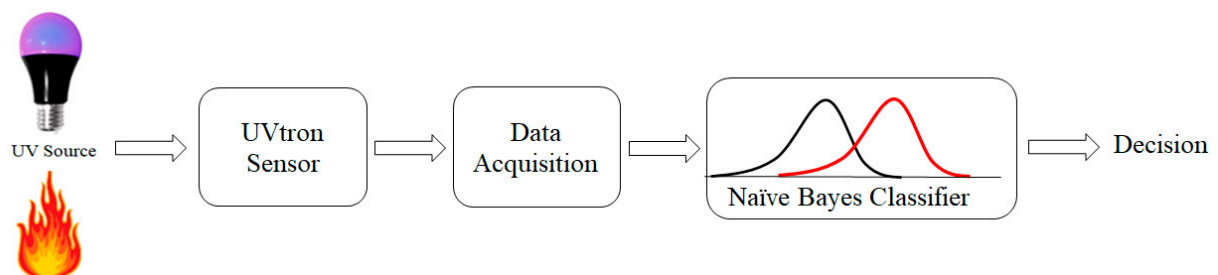 UV Source
UVtron
Sensor
Data
Acquisition
Naïve Bayes Classifier
Decision